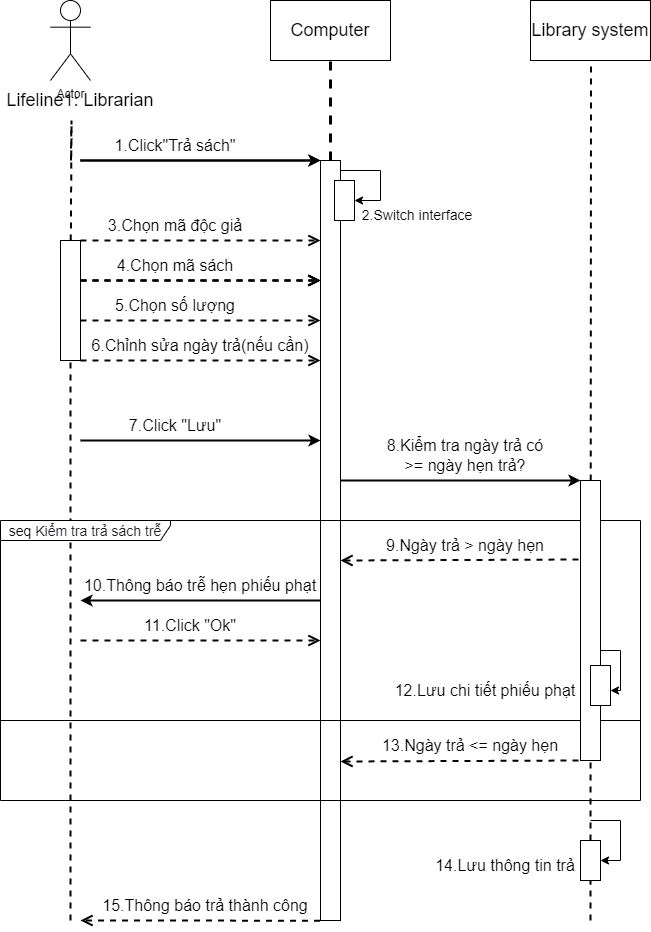 Computer
Library system
Actor
Lifeline1: Librarian
1.Click"Trả sách"
2.Switch interface
3.Chọn mã độc giả
4.Chọn mã sách
5.Chọn số lượng
6.Chỉnh sửa ngày trả(nếu cần)
7.Click "Lưu"
8.Kiểm tra ngày trả có
>= ngày hẹn trả?
seq Kiểm tra trả sách trễ
9.Ngày trả > ngày hẹn
10.Thông báo trễ hẹn phiếu phạt
11.Click "Ok"
12.Lưu chi tiết phiếu phạt
13.Ngày trả <= ngày hẹn
14.Lưu thông tin trả
15.Thông báo trả thành công